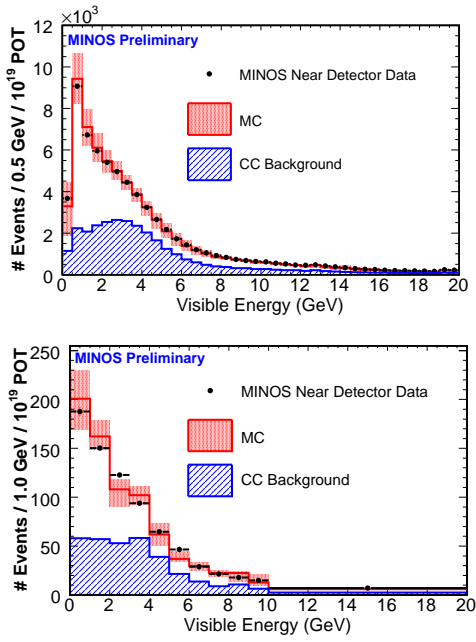 ×10³
12
10
8
6
4
2
0
# Events / 0.5 GeV / 10¹⁹ POT
MINOS Preliminary
MINOS Near Detector Data
MC
CC Background
0 2 4 6 8 10 12 14 16 18 20
Visible Energy (GeV)
250
200
150
100
50
0
# Events / 1.0 GeV / 10¹⁹ POT
MINOS Preliminary
MINOS Near Detector Data
MC
CC Background
0 2 4 6 8 10 12 14 16 18 20
Visible Energy (GeV)